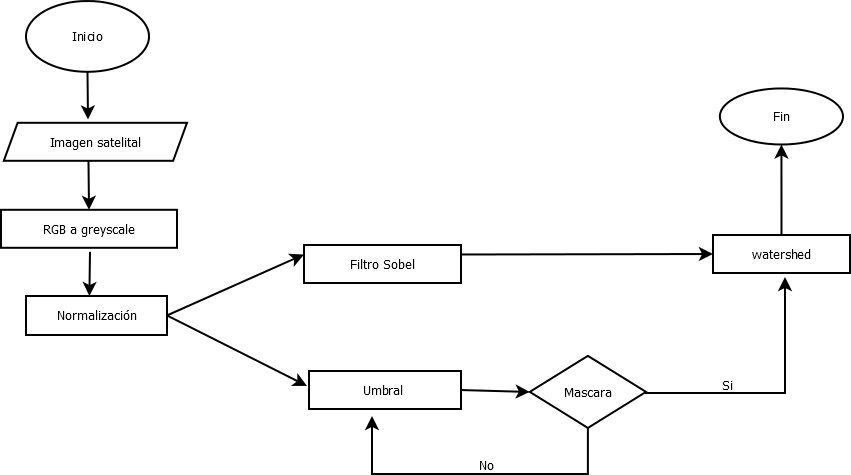 Inicio
Imagen satelital
RGB a greyscale
Normalización
Filtro Sobel
Umbral
Mascara
No
Si
watershed
Fin